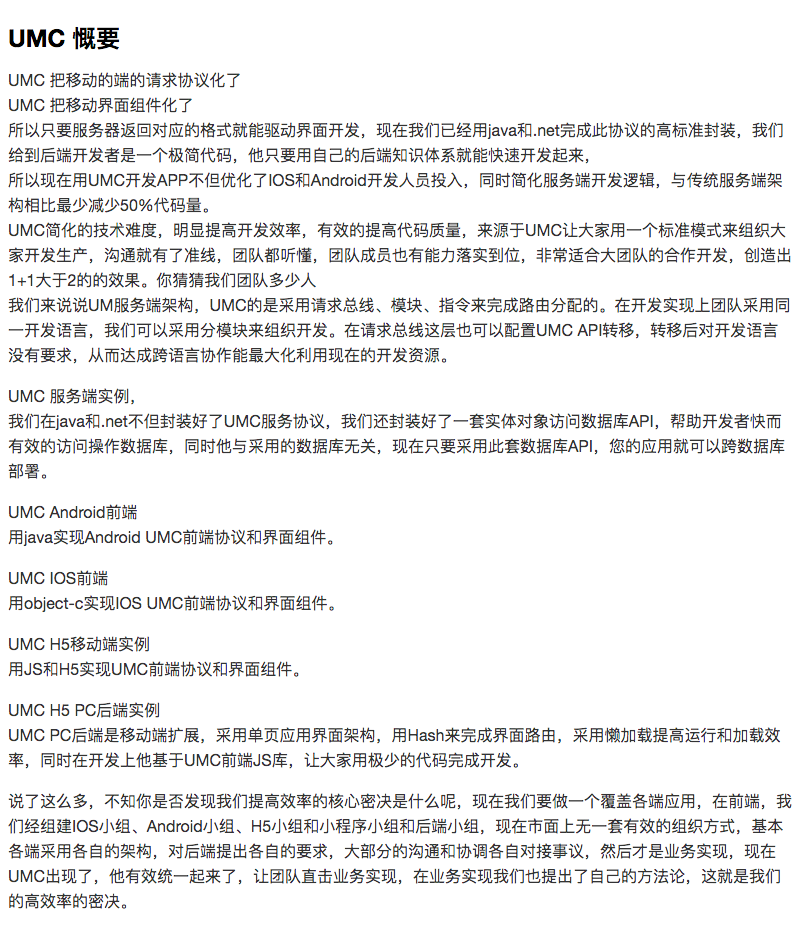 UMC 慨要
UMC 把移动的端的请求协议化了
UMC 把移动界面组件化了
所以只要服务器返回对应的格式就能驱动界面开发，现在我们已经用java和.net完成此协议的高标准封装，我们
给到后端开发者是一个极简代码，他只要用自己的后端知识体系就能快速开发起来，
所以现在用UMC开发APP不但优化了IOS和Android开发人员投入，同时简化服务端开发逻辑，与传统服务端架
构相比最少减少50%代码量。
UMC简化的技术难度，明显提高开发效率，有效的提高代码质量，来源于UMC让大家用一个标准模式来组织大
家开发生产，沟通就有了准线，团队都听懂，团队成员也有能力落实到位，非常适合大团队的合作开发，创造出
1+1大于2的的效果。你猜猜我们团队多少人
我们来说说UM服务端架构，UMC的是采用请求总线、模块、指令来完成路由分配的。在开发实现上团队采用同
一开发语言，我们可以采用分模块来组织开发。在请求总线这层也可以配置UMC API转移，转移后对开发语言
没有要求，从而达成跨语言协作能最大化利用现在的开发资源。
UMC 服务端实例，
我们在java和.net不但封装好了UMC服务协议，我们还封装好了一套实体对象访问数据库API，帮助开发者快而
有效的访问操作数据库，同时他与采用的数据库无关，现在只要采用此套数据库API，您的应用就可以跨数据库
部署。
UMC Android前端
用java实现Android UMC前端协议和界面组件。
UMC IOS前端
用object-c实现IOS UMC前端协议和界面组件。
UMC H5移动端实例
用JS和H5实现UMC前端协议和界面组件。
UMC H5 PC后端实例
UMC PC后端是移动端扩展，采用单页应用界面架构，用Hash来完成界面路由，采用懒加载提高运行和加载效
率，同时在开发上他基于UMC前端JS库，让大家用极少的代码完成开发。
说了这么多，不知你是否发现我们提高效率的核心密决是什么呢，现在我们要做一个覆盖各端应用，在前端，我
们经组建IOS小组、Android小组、H5小组和小程序小组和后端小组，现在市面上无一套有效的组织方式，基本
各端采用各自的架构，对后端提出各自的要求，大部分的沟通和协调各自对接事议，然后才是业务实现，现在
UMC出现了，他有效统一起来了，让团队直击业务实现，在业务实现我们也提出了自己的方法论，这就是我们
的高效率的密决。